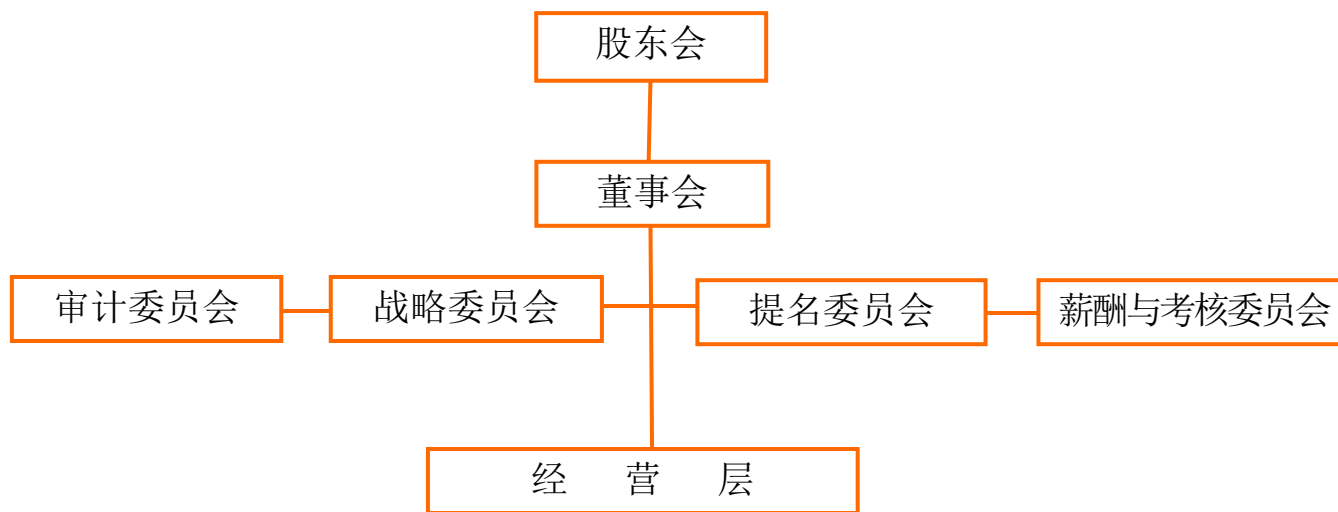 股东会
董事会
审计委员会
战略委员会
提名委员会
薪酬与考核委员会
经 营 层